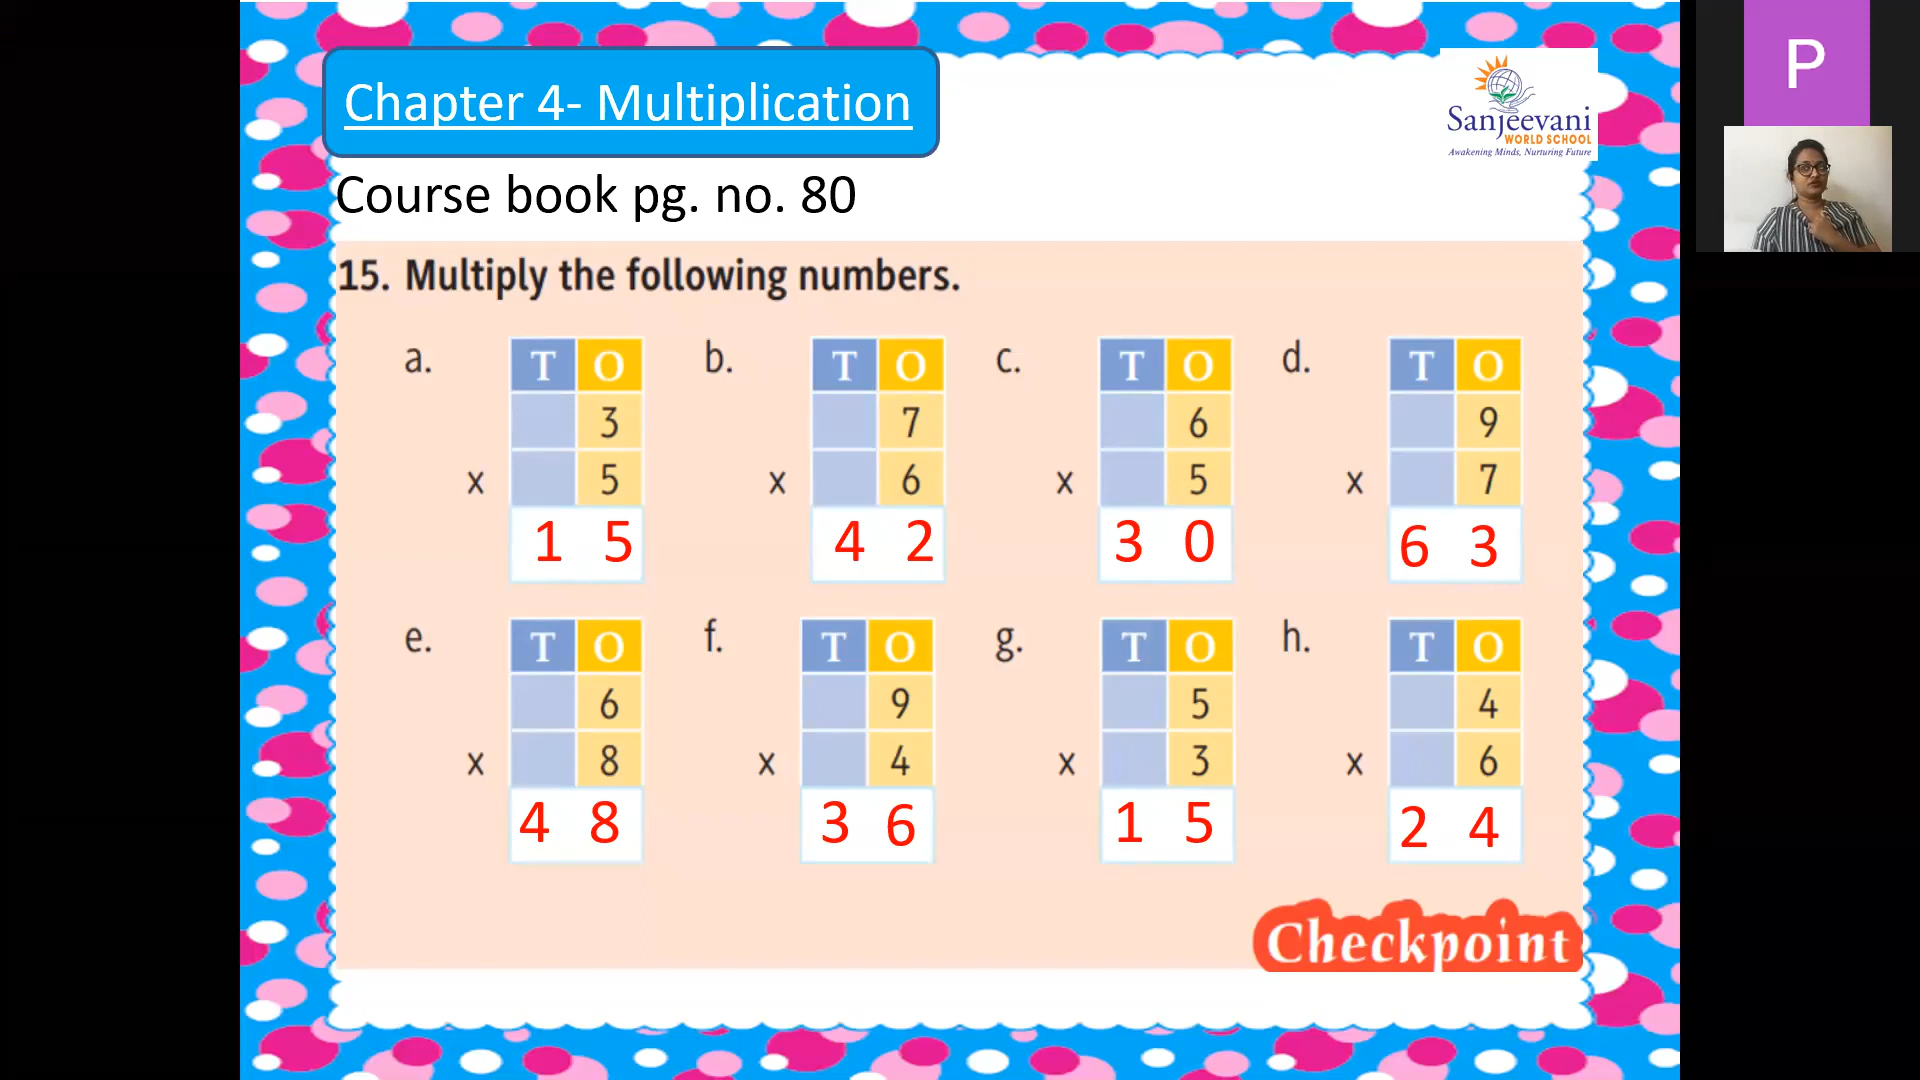 Chapter 4- Multiplication
P
Sanjeevani
WORLD SCHOOL
Awakening Minds, Nurturing Future
Course book pg. no. 80
15. Multiply the following numbers.
a. T O b. T O c. T O d. T O
3 7 6 9
x 5 x 6 x 5 x 7
1 5 4 2 3 0 6 3
e. T O f. T O g. T O h. T O
6 9 5 4
x 8 x 4 x 3 x 6
4 8 3 6 1 5 2 4
Checkpoint